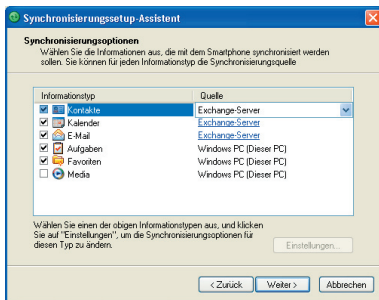 Synchronisierungssetup-Assistent
Synchronisierungsoptionen
Wählen Sie die Informationen aus, die mit dem Smartphone synchronisiert werden
sollen. Sie können für jeden Informationstyp die Synchronisierungsquelle
Informationstyp Quelle
Kontakte Exchange-Server
Kalender Exchange-Server
E-Mail Exchange-Server
Aufgaben Windows PC (Dieser PC)
Favoriten Windows PC (Dieser PC)
Media Windows PC (Dieser PC)
Wählen Sie einen der obigen Informationstypen aus, und klicken
Sie auf "Einstellungen", um die Synchronisierungsoptionen für
diesen Typ zu ändern.
Einstellungen...
< Zurück Weiter > Abbrechen